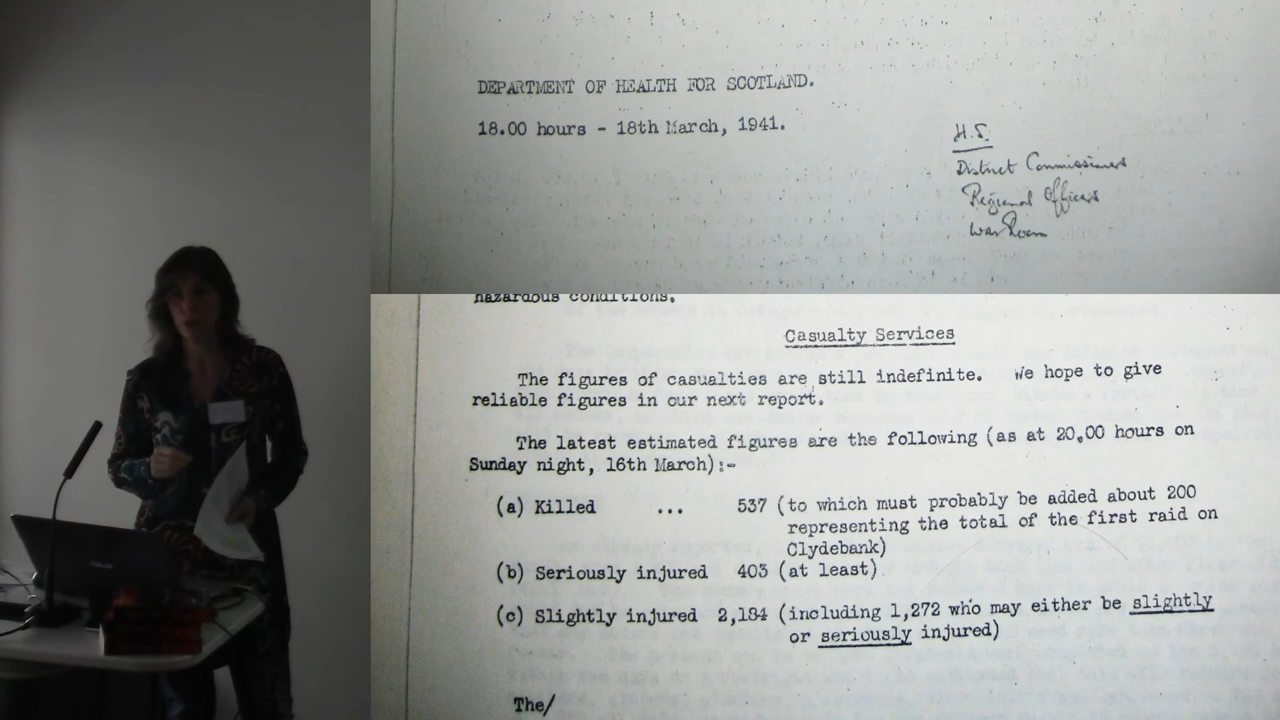 DEPARTMENT OF HEALTH FOR SCOTLAND.
18.00 hours - 18th March, 1941.
H.S.
District Commissioners
Regional Officers
War Room
hazardous conditions.
Casualty Services
The figures of casualties are still indefinite. We hope to give
reliable figures in our next report.
The latest estimated figures are the following (as at 20.00 hours on
Sunday night, 16th March):-
(a) Killed ... 537 (to which must probably be added about 200
representing the total of the first raid on
Clydebank)
(b) Seriously injured 403 (at least)
(c) Slightly injured 2,184 (including 1,272 who may either be slightly
or seriously injured)
The/